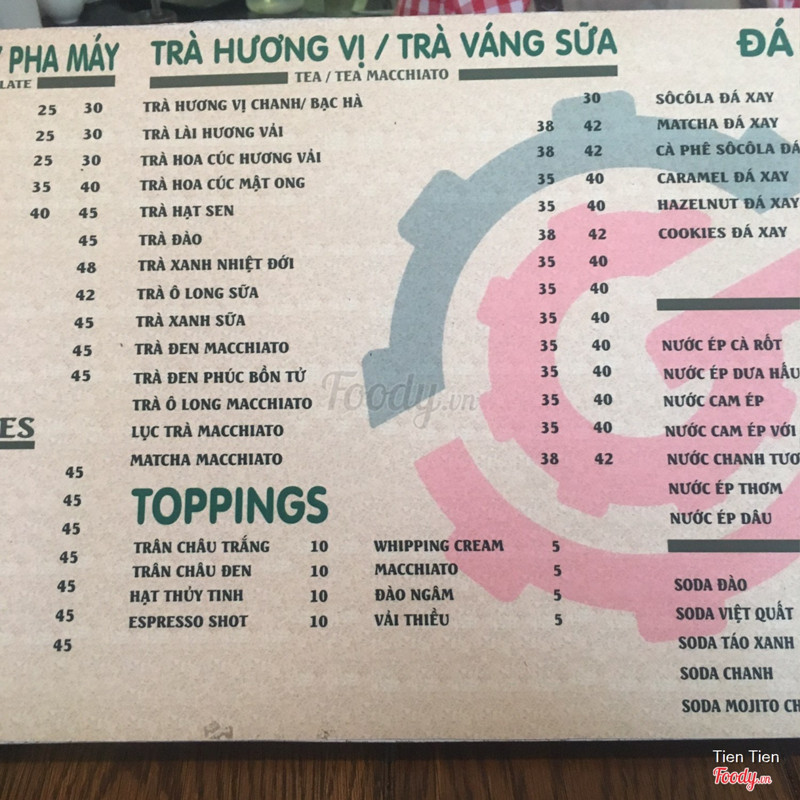 PHA MÁY
LATE
25 30
25 30
25 30
35 40
40 45
45
48
42
45
45
45
ES
45
45
45
45
45
45
45
TRÀ HƯƠNG VỊ / TRÀ VÁNG SỮA
TEA / TEA MACCHIATO
TRÀ HƯƠNG VỊ CHANH/ BẠC HÀ 30
TRÀ LÀI HƯƠNG VẢI 38 42
TRÀ HOA CÚC HƯƠNG VẢI 38 42
TRÀ HOA CÚC MẬT ONG 35 40
TRÀ HẠT SEN 35 40
TRÀ ĐÀO 38 42
TRÀ XANH NHIỆT ĐỚI 35 40
TRÀ Ô LONG SỮA 35 40
TRÀ XANH SỮA 35 40
TRÀ ĐEN MACCHIATO 35 40
TRÀ ĐEN PHÚC BỒN TỬ 35 40
TRÀ Ô LONG MACCHIATO 35 40
LỤC TRÀ MACCHIATO 35 40
MATCHA MACCHIATO 38 42
TOPPINGS
TRÂN CHÂU TRẮNG 10 WHIPPING CREAM 5
TRÂN CHÂU ĐEN 10 MACCHIATO 5
HẠT THỦY TINH 10 ĐÀO NGÂM 5
ESPRESSO SHOT 10 VẢI THIỀU 5
ĐÁ
SÔCÔLA ĐÁ XAY
MATCHA ĐÁ XAY
CÀ PHÊ SÔCÔLA ĐÁ
CARAMEL ĐÁ XAY
HAZELNUT ĐÁ XAY
COOKIES ĐÁ XAY
NƯỚC ÉP CÀ RỐT
NƯỚC ÉP DƯA HẤU
NƯỚC CAM ÉP
NƯỚC CAM ÉP VỚI
NƯỚC CHANH TƯƠ
NƯỚC ÉP THƠM
NƯỚC ÉP DÂU
SODA ĐÀO
SODA VIỆT QUẤT
SODA TÁO XANH
SODA CHANH
SODA MOJITO CH
Foody.vn
Tien Tien
Foody.vn